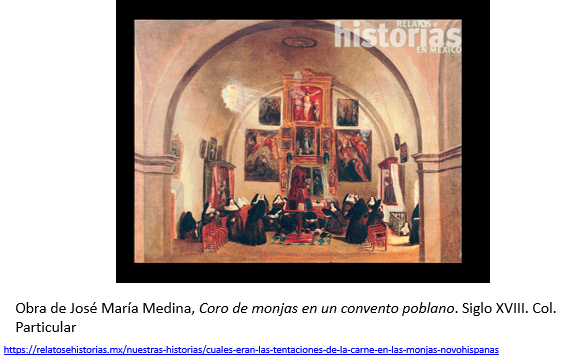 RELATOS E
historias
EN MÉXICO
Obra de José María Medina, Coro de monjas en un convento poblano. Siglo XVIII. Col.
Particular
https://relatosehistorias.mx/nuestras-historias/cuales-eran-las-tentaciones-de-la-carne-en-las-monjas-novohispanas